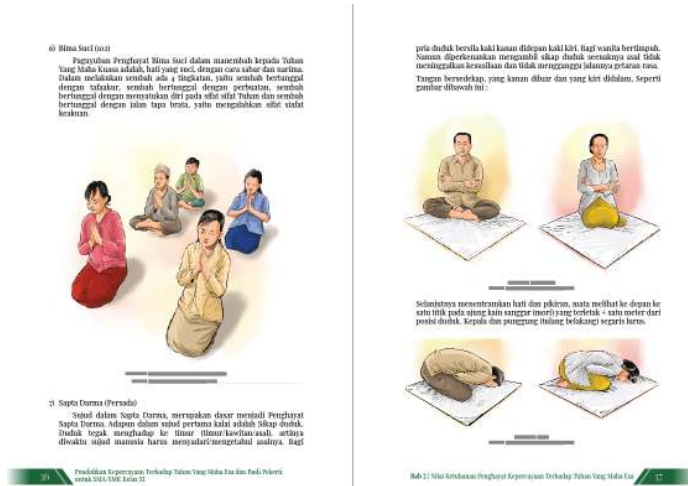 6) Bima Suci (102)
Paguyuban Penghayat Bima Suci dalam manembah kepada Tuhan
Yang Maha Kuasa adalah, hati yang suci, dengan cara sabar dan narima.
Dalam melakukan sembah ada 4 tingkatan, yaitu sembah bertunggal
dengan tafakur, sembah bertunggal dengan perbuatan, sembah
bertunggal dengan menyatukan diri pada sifat sifat Tuhan dan sembah
bertunggal dengan jalan tapa brata, yaitu mengalahkan sifat siafat
keakuan.
7) Sapta Darma (Persada)
Sujud dalam Sapta Darma, merupakan dasar menjadi Penghayat
Sapta Darma. Adapun dalam sujud pertama kalai adalah Sikap duduk.
Duduk tegak menghadap ke timur (timur/kawitan/asal), artinya
diwaktu sujud manusia harus menyadari/mengetahui asalnya. Bagi
36
Pendidikan Kepercayaan Terhadap Tuhan Yang Maha Esa dan Budi Pekerti
untuk SMA/SMK Kelas XI
pria duduk bersila kaki kanan didepan kaki kiri. Bagi wanita bertimpuh.
Namun diperkenankan mengambil sikap duduk seenaknya asal tidak
meninggalkan kesusilaan dan tidak mengganggu jalannya getaran rasa.
Tangan bersedekap, yang kanan diluar dan yang kiri didalam, Seperti
gambar dibawah ini :
Selanjutnya menentramkan hati dan pikiran, mata melihat ke depan ke
satu titik pada ujung kain sanggar (mori) yang terletak + satu meter dari
posisi duduk. Kepala dan punggung (tulang belakang) segaris lurus.
Bab 2 | Nilai Ketuhanan Penghayat Kepercayaan Terhadap Tuhan Yang Maha Esa